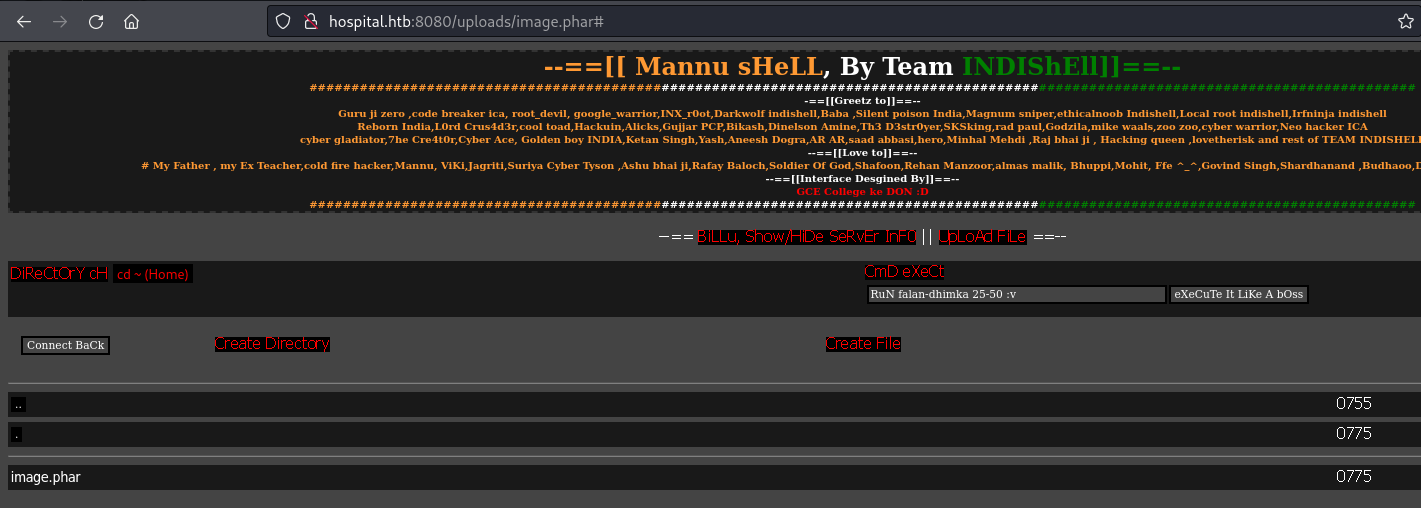 hospital.htb:8080/uploads/image.phar#
--==[[ Mannu sHeLL, By Team INDIShEll]]==--
-==[[Greetz to]]==--
Guru ji zero ,code breaker ica, root_devil, google_warrior,INX_r0ot,Darkwolf indishell,Baba ,Silent poison India,Magnum sniper,ethicalnoob Indishell,Local root indishell,Irfninja indishell
Reborn India,L0rd Crus4d3r,cool toad,Hackuin,Alicks,Gujjar PCP,Bikash,Dinelson Amine,Th3 D3str0yer,SKSking,rad paul,Godzila,mike waals,zoo zoo,cyber warrior,Neo hacker ICA
cyber gladiator,7he Cre4t0r,Cyber Ace, Golden boy INDIA,Ketan Singh,Yash,Aneesh Dogra,AR AR,saad abbasi,hero,Minhal Mehdi ,Raj bhai ji , Hacking queen ,lovetherisk and rest of TEAM INDISHELL
--==[[Love to]]==--
# My Father , my Ex Teacher,cold fire hacker,Mannu, ViKi,Jagriti,Suriya Cyber Tyson ,Ashu bhai ji,Rafay Baloch,Soldier Of God,Shafoon,Rehan Manzoor,almas malik, Bhuppi,Mohit, Ffe ^_^,Govind Singh,Shardhanand ,Budhaoo,D
--==[[Interface Desgined By]]==--
GCE College ke DON :D
--== BiLLu, Show/HiDe SeRvEr InFO || UpLoAd FiLe ==--
DiReCtOrY cH cd ~ (Home)
CmD eXeCt
RuN falan-dhimka 25-50 :v eXeCuTe It LiKe A bOss
Connect BaCk Create Directory Create File
.. 0755
. 0775
image.phar 0775